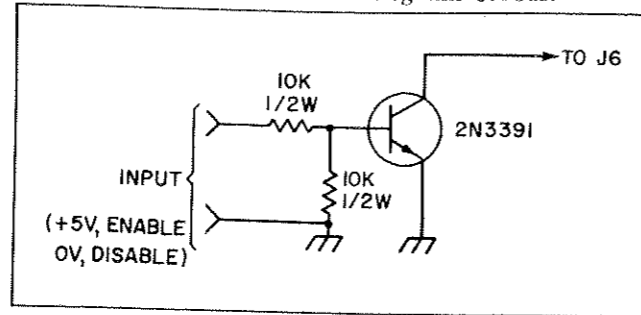 TO J6
10K
1/2W
2N3391
INPUT
10K
1/2W
(+5V, ENABLE
0V, DISABLE)